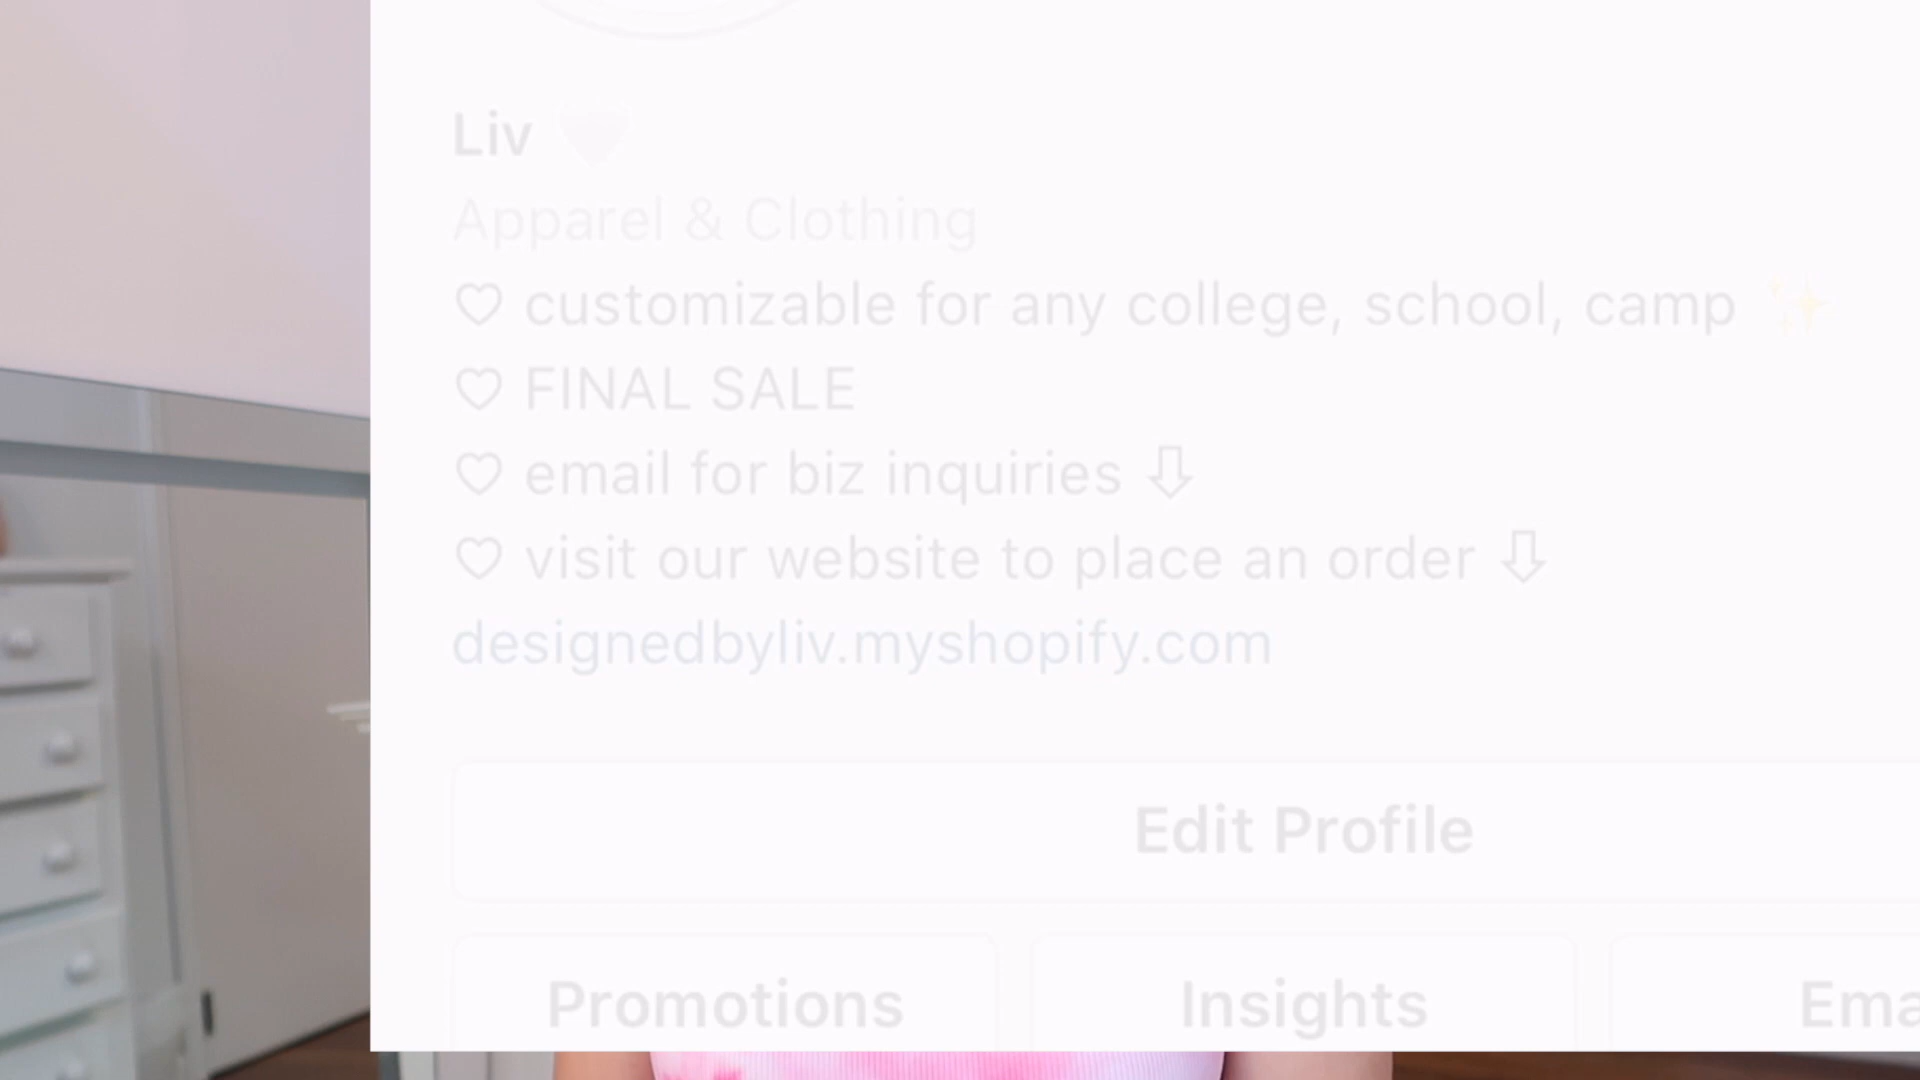 Liv 🤍
Apparel & Clothing
♡ customizable for any college, school, camp ✨
♡ FINAL SALE
♡ email for biz inquiries ⇩
♡ visit our website to place an order ⇩
designedbyliv.myshopify.com
Edit Profile
Promotions
Insights